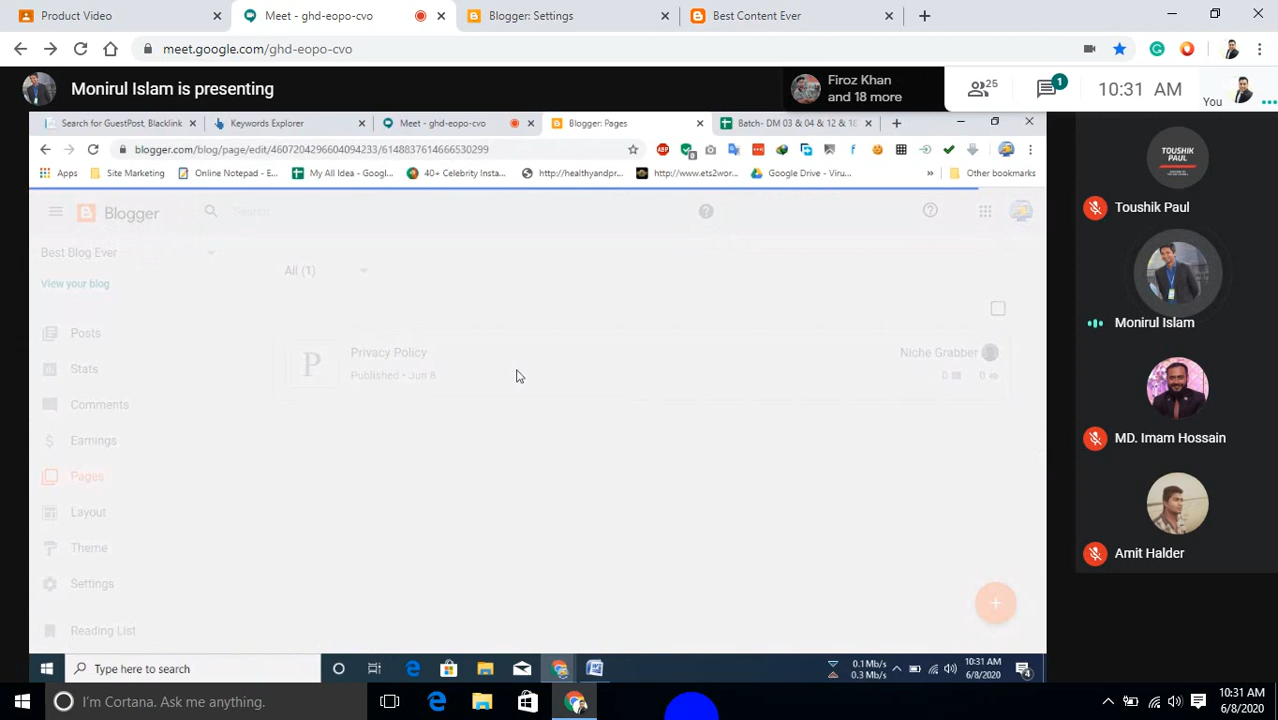 Product Video
Meet - ghd-eopo-cvo
Blogger: Settings
Best Content Ever
meet.google.com/ghd-eopo-cvo
Monirul Islam is presenting
Firoz Khan
and 18 more
25
1
10:31 AM
You
Search for GuestPost, Backlink
Keywords Explorer
Meet - ghd-eopo-cvo
Blogger: Pages
Batch- DM 03 & 04 & 12 & 18
blogger.com/blog/page/edit/4607204296604094233/6148837614666530299
Apps
Site Marketing
Online Notepad - E...
My All Idea - Googl...
40+ Celebrity Insta...
http://healthyandpr...
http://www.ets2wor...
Google Drive - Viru...
Other bookmarks
Blogger
Search
Best Blog Ever
View your blog
All (1)
Posts
Stats
Comments
Earnings
Pages
Layout
Theme
Settings
Reading List
P
Privacy Policy
Published • Jun 8
Niche Grabber
0
0
Toushik Paul
Monirul Islam
MD. Imam Hossain
Amit Halder
TOUSHIK
PAUL
Type here to search
0.1 Mb/s
0.3 Mb/s
10:31 AM
6/8/2020
4
I'm Cortana. Ask me anything.
10:31 AM
6/8/2020